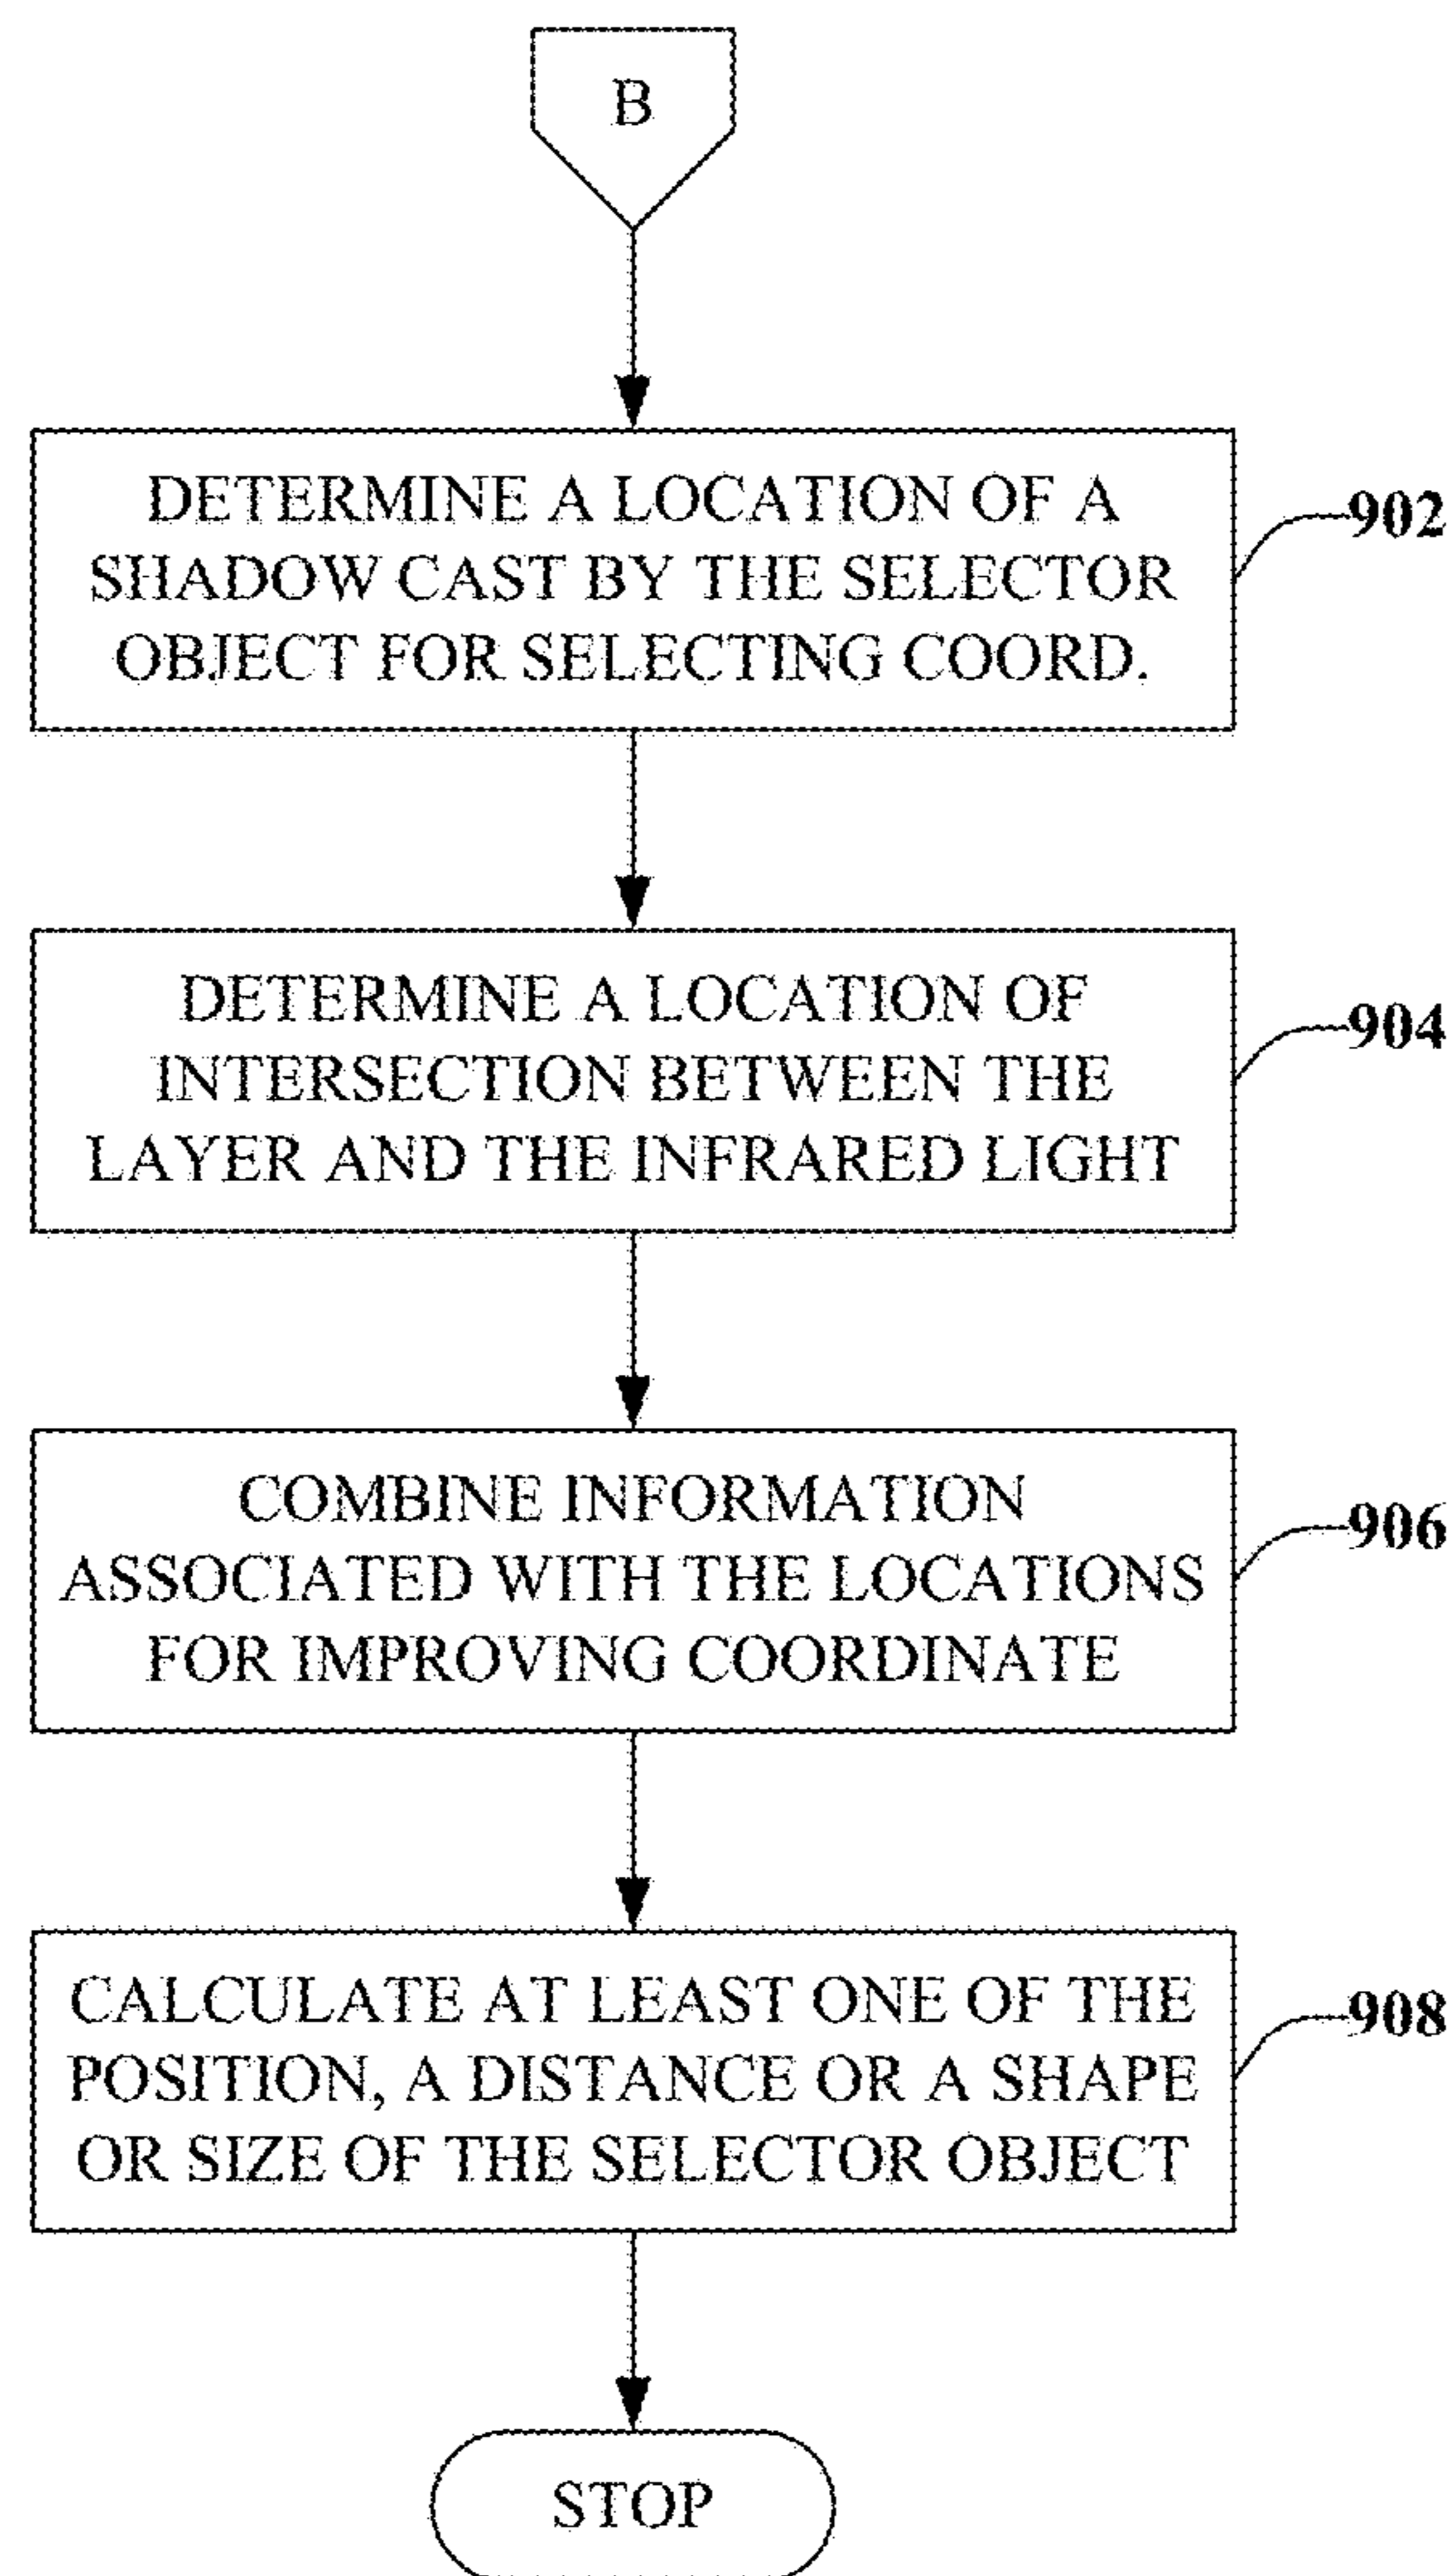 B
DETERMINE A LOCATION OF A
SHADOW CAST BY THE SELECTOR
OBJECT FOR SELECTING COORD.
902
DETERMINE A LOCATION OF
INTERSECTION BETWEEN THE
LAYER AND THE INFRARED LIGHT
904
COMBINE INFORMATION
ASSOCIATED WITH THE LOCATIONS
FOR IMPROVING COORDINATE
906
CALCULATE AT LEAST ONE OF THE
POSITION, A DISTANCE OR A SHAPE
OR SIZE OF THE SELECTOR OBJECT
908
STOP